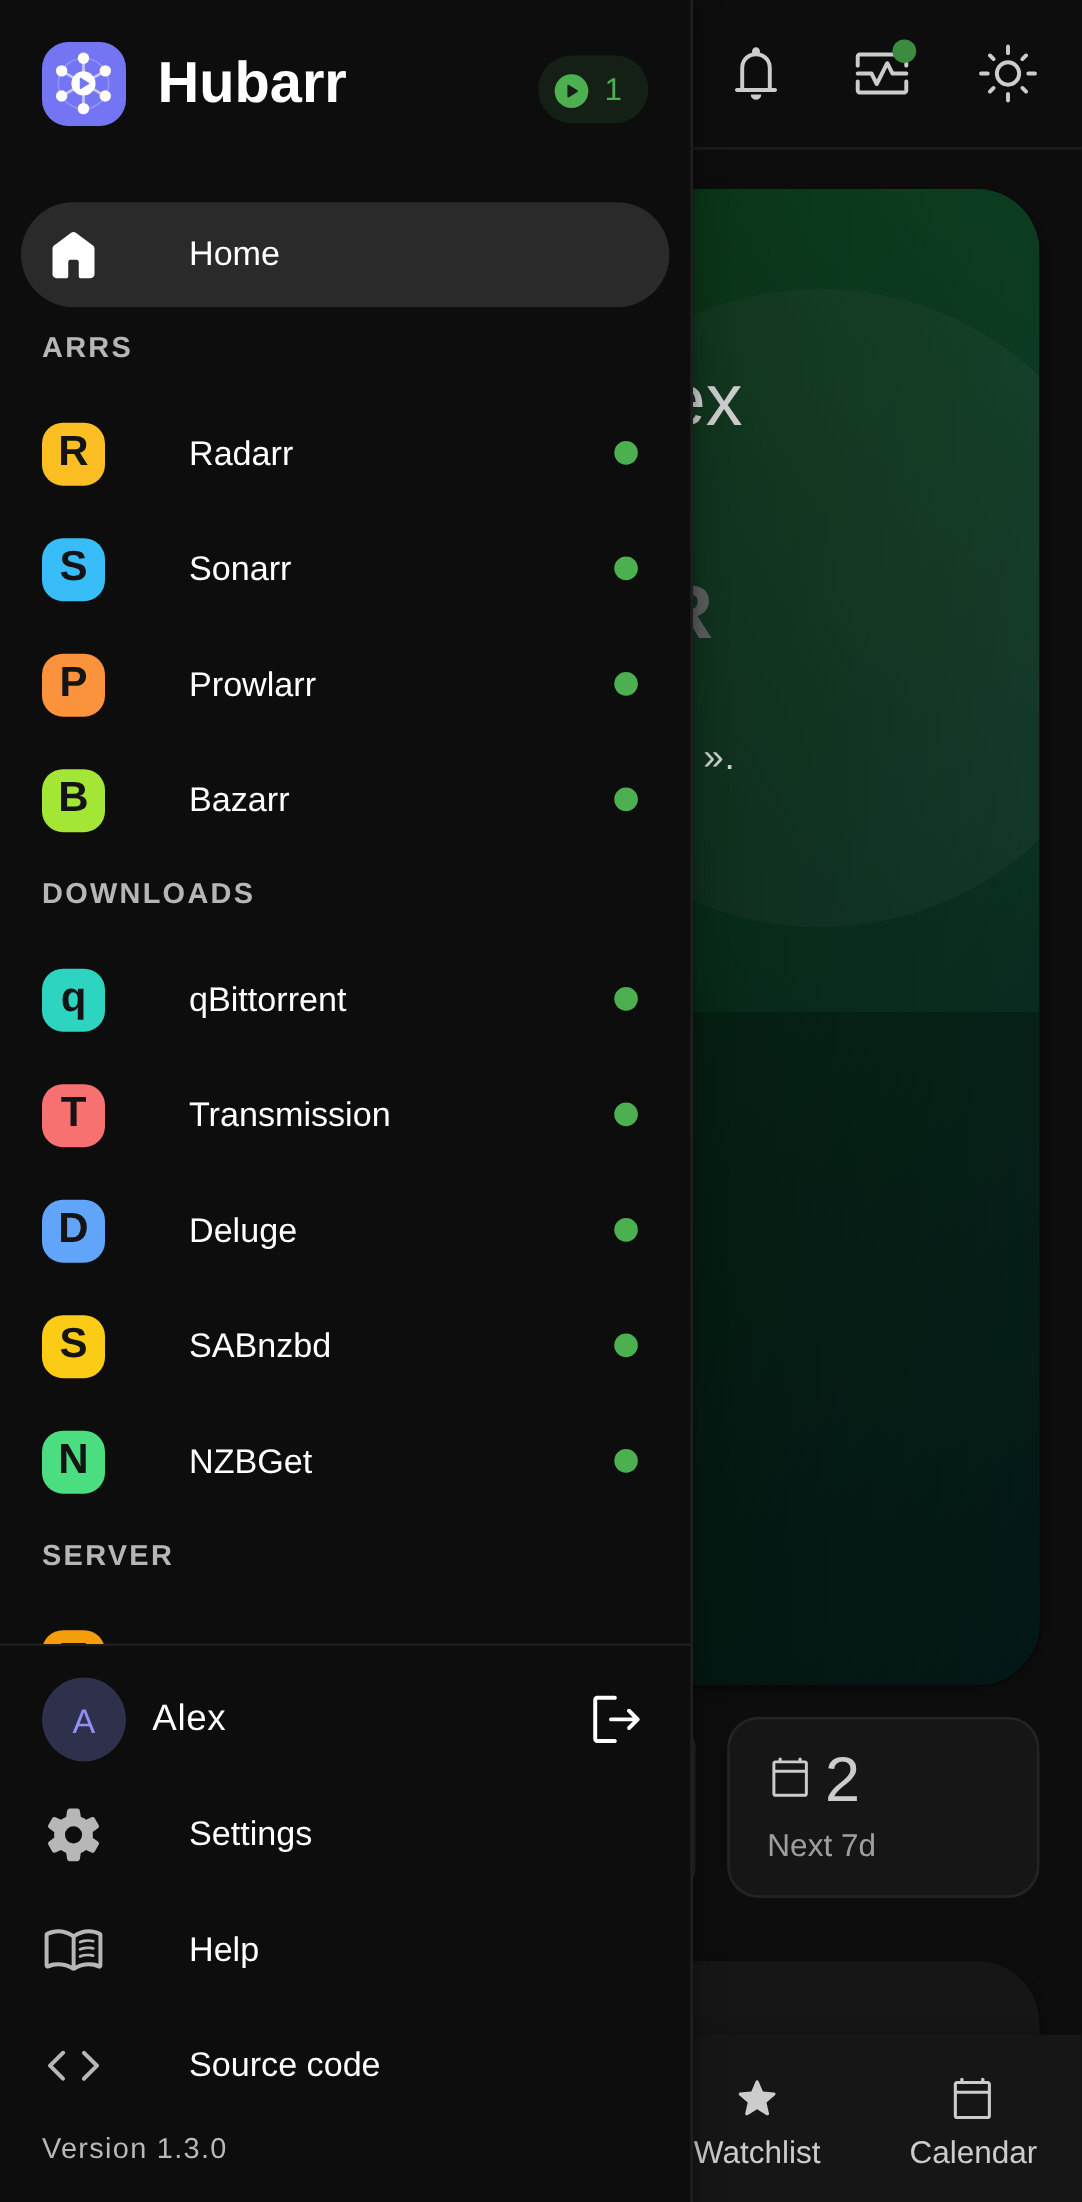 Hubarr
1
Home
ARRS
R Radarr
S Sonarr
P Prowlarr
B Bazarr
DOWNLOADS
q qBittorrent
T Transmission
D Deluge
S SABnzbd
N NZBGet
SERVER
A Alex
Settings
Help
Source code
Version 1.3.0
ex
R
».
2
Next 7d
Watchlist
Calendar